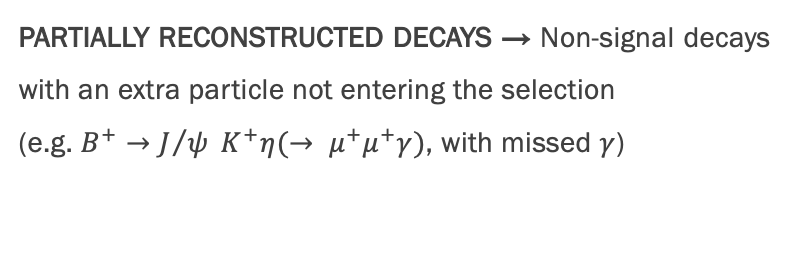 PARTIALLY RECONSTRUCTED DECAYS → Non-signal decays
with an extra particle not entering the selection
(e.g. B⁺ → J/ψ K⁺η(→ μ⁺μ⁺γ), with missed γ)